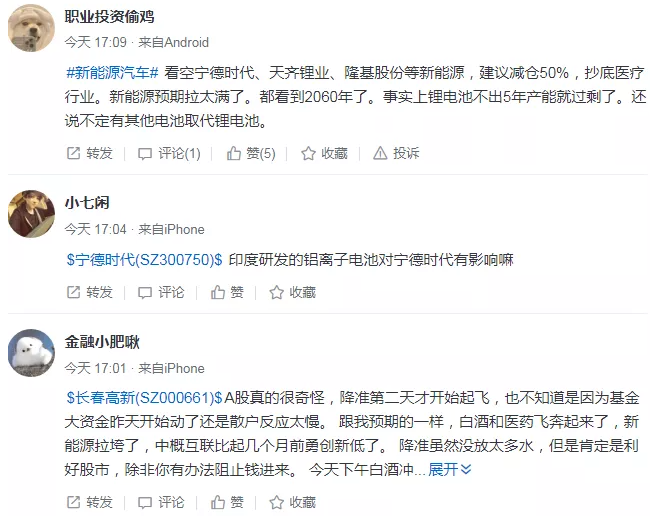 职业投资偷鸡
今天 17:09 · 来自Android
#新能源汽车# 看空宁德时代、天齐锂业、隆基股份等新能源，建议减仓50%，抄底医疗
行业。新能源预期拉太满了。都看到2060年了。事实上锂电池不出5年产能就过剩了。还
说不定有其他电池取代锂电池。
转发 评论(1) 赞(5) 收藏 投诉
小七闲
今天 17:04 · 来自iPhone
$宁德时代(SZ300750)$ 印度研发的铝离子电池对宁德时代有影响嘛
转发 评论 赞 收藏
金融小肥啾
今天 17:01 · 来自iPhone
$长春高新(SZ000661)$A股真的很奇怪，降准第二天才开始起飞，也不知道是因为基金
大资金昨天开始动了还是散户反应太慢。 跟我预期的一样，白酒和医药飞奔起来了，新
能源拉垮了，中概互联比起几个月前勇创新低了。 降准虽然没放太多水，但是肯定是利
好股市，除非你有办法阻止钱进来。 今天下午白酒冲... 展开
转发 评论 赞 收藏